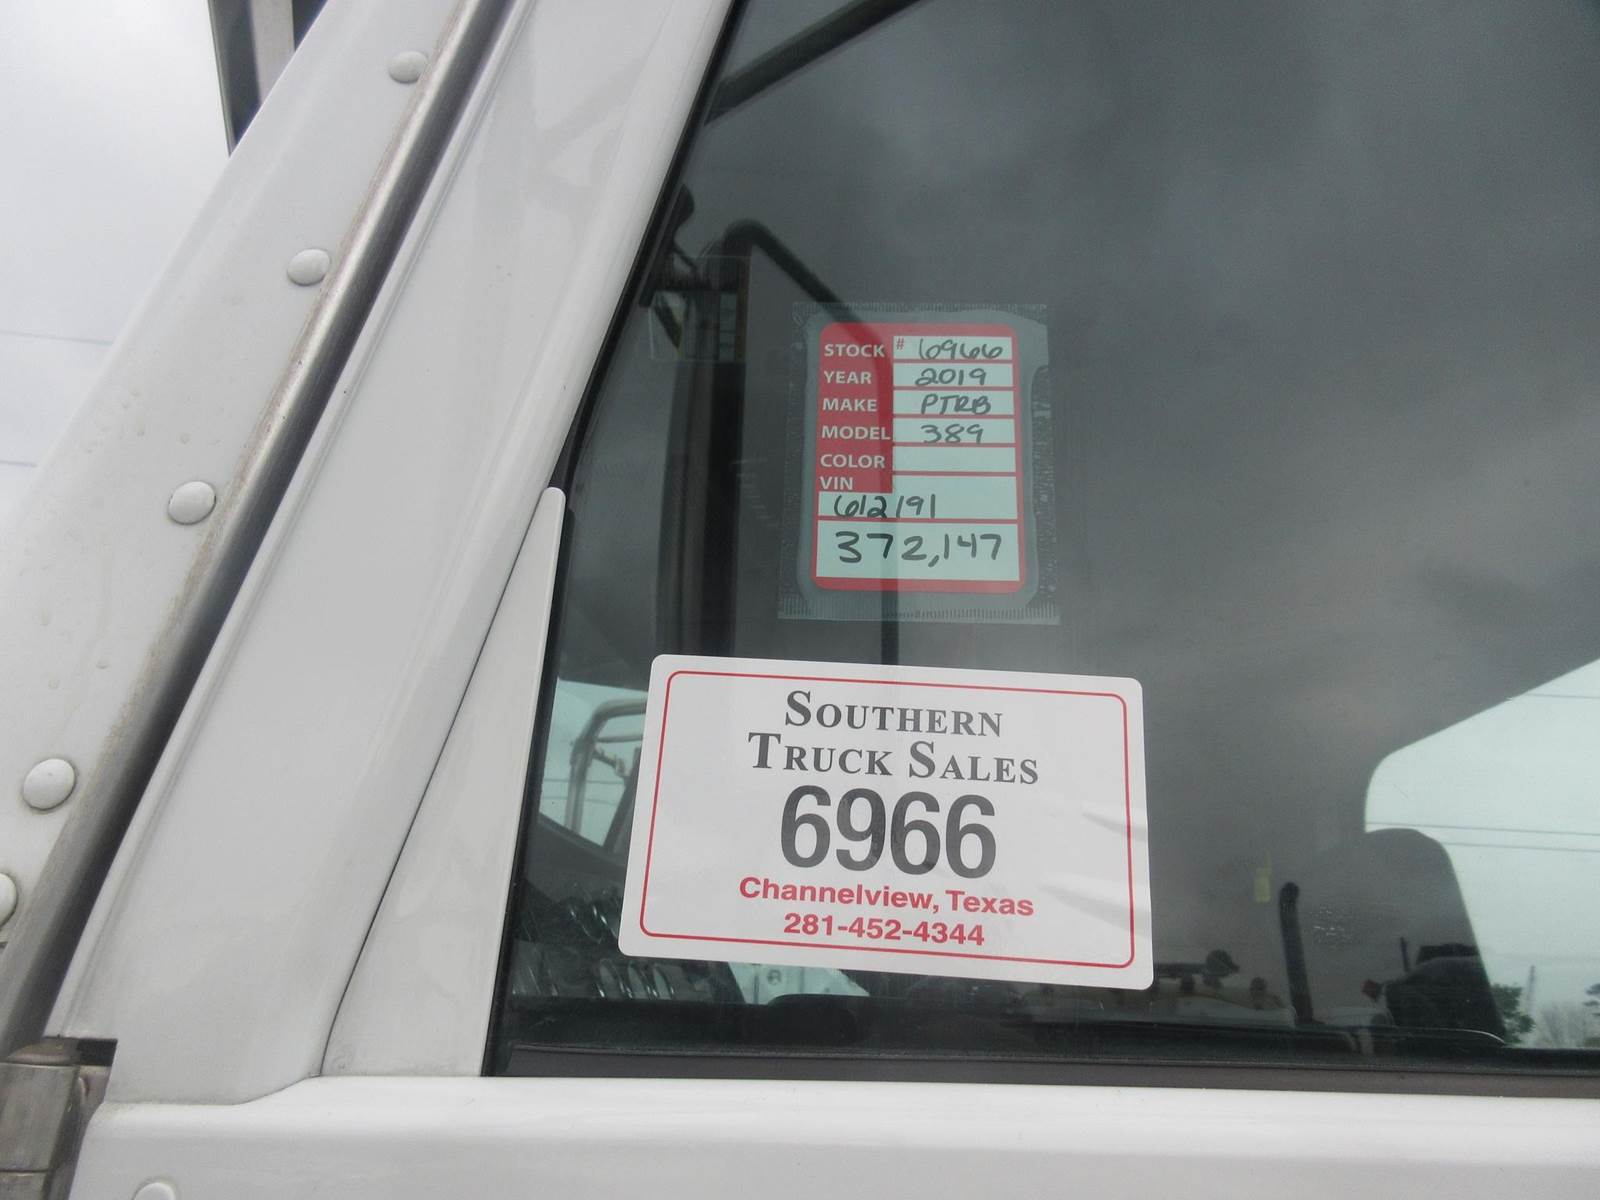 STOCK # 6966
YEAR 2019
MAKE PTRB
MODEL 389
COLOR
VIN
612191
372,147
SOUTHERN
TRUCK SALES
6966
Channelview, Texas
281-452-4344